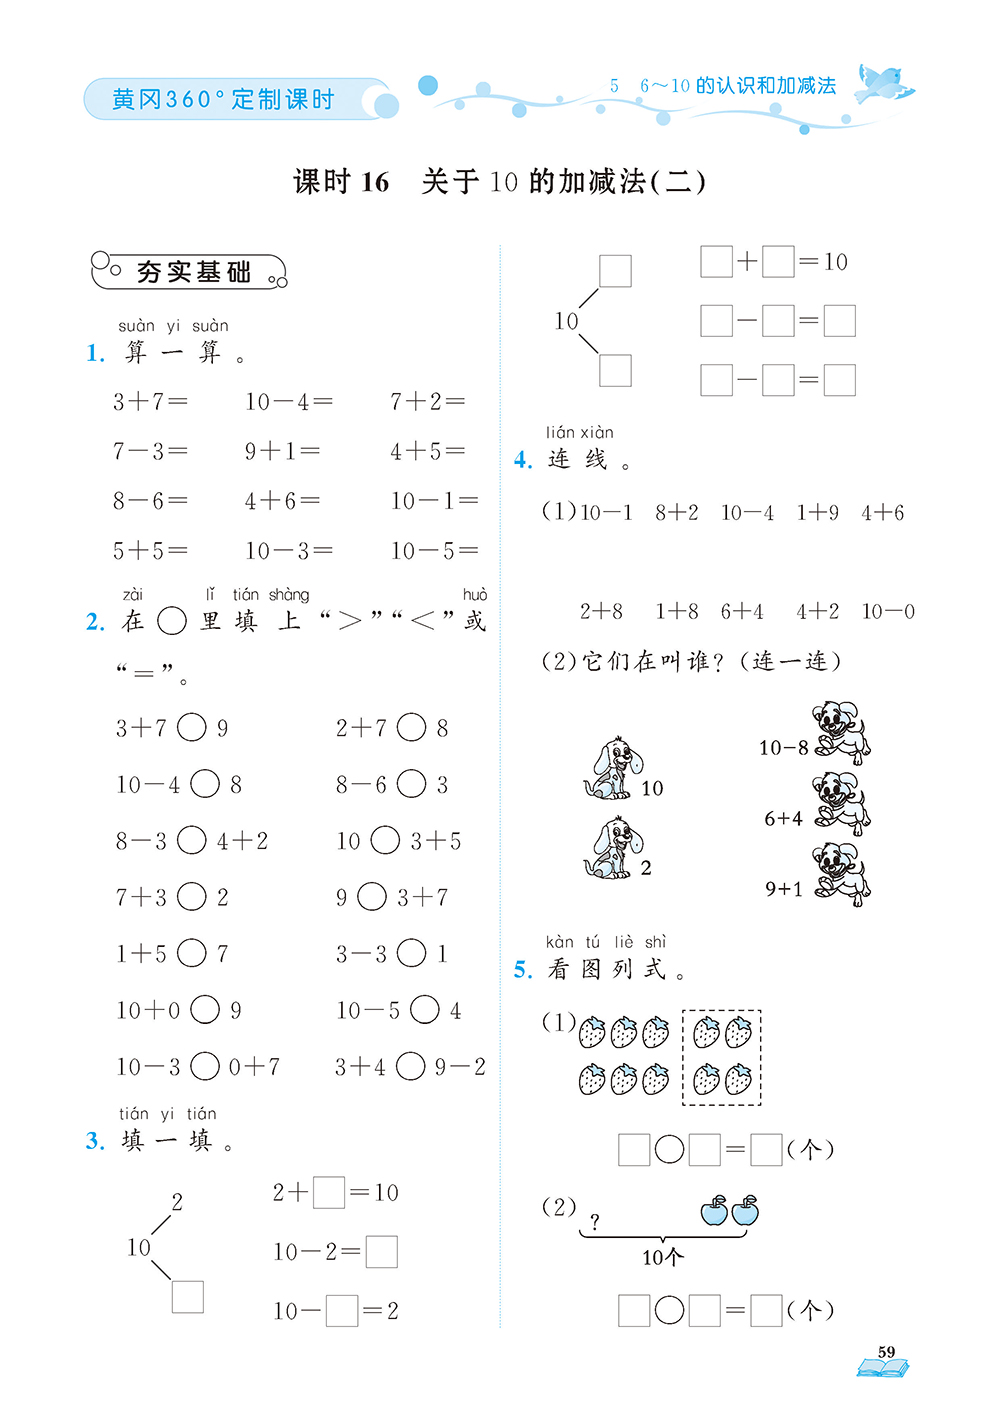 黄冈360°定制课时
5 6～10的认识和加减法
课时16 关于10的加减法(二)
夯实基础
suàn yi suàn
1. 算一算。
3+7= 10-4= 7+2=
7-3= 9+1= 4+5=
8-6= 4+6= 10-1=
5+5= 10-3= 10-5=
zài lǐ tián shàng huò
2. 在○里填上“＞”“＜”或
“＝”。
3+7○9 2+7○8
10-4○8 8-6○3
8-3○4+2 10○3+5
7+3○2 9○3+7
1+5○7 3-3○1
10+0○9 10-5○4
10-3○0+7 3+4○9-2
tián yi tián
3. 填一填。
2
10
□
2+□=10
10-2=□
10-□=2
□
10
□
□+□=10
□-□=□
□-□=□
lián xiàn
4. 连线。
(1)10-1 8+2 10-4 1+9 4+6
2+8 1+8 6+4 4+2 10-0
(2)它们在叫谁？(连一连)
10
2
10-8
6+4
9+1
kàn tú liè shì
5. 看图列式。
(1)
□○□=□(个)
(2)
?
10个
□○□=□(个)
59